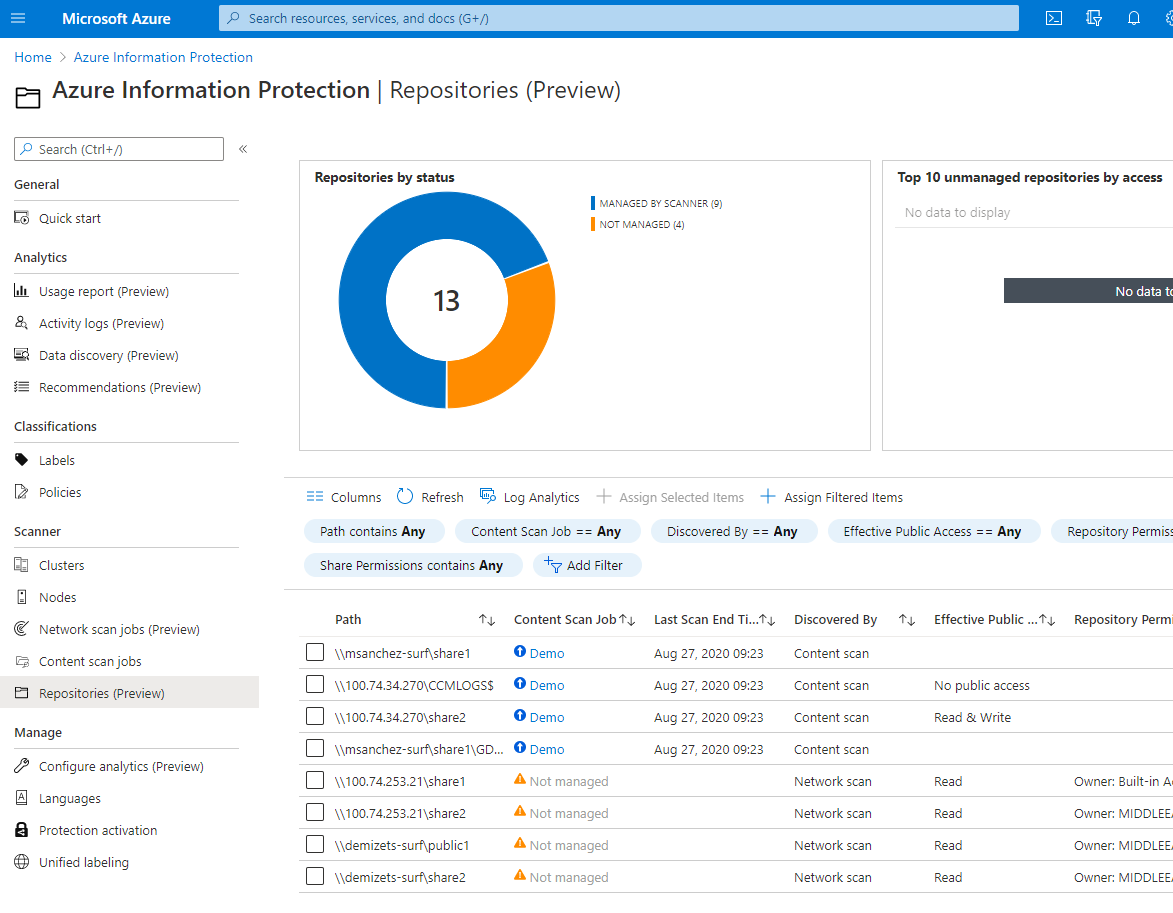 Microsoft Azure
Search resources, services, and docs (G+/)
Home > Azure Information Protection
Azure Information Protection | Repositories (Preview)
Search (Ctrl+/)
«
General
Quick start
Analytics
Usage report (Preview)
Activity logs (Preview)
Data discovery (Preview)
Recommendations (Preview)
Classifications
Labels
Policies
Scanner
Clusters
Nodes
Network scan jobs (Preview)
Content scan jobs
Repositories (Preview)
Manage
Configure analytics (Preview)
Languages
Protection activation
Unified labeling
Repositories by status
13
MANAGED BY SCANNER (9)
NOT MANAGED (4)
Top 10 unmanaged repositories by access
No data to display
No data to
Columns Refresh Log Analytics Assign Selected Items Assign Filtered Items
Path contains Any Content Scan Job == Any Discovered By == Any Effective Public Access == Any Repository Permiss
Share Permissions contains Any Add Filter
Path Content Scan Job Last Scan End Ti... Discovered By Effective Public ... Repository Permi
\\msanchez-surf\share1 Demo Aug 27, 2020 09:23 Content scan
\\100.74.34.270\CCMLOGS$ Demo Aug 27, 2020 09:23 Content scan No public access
\\100.74.34.270\share2 Demo Aug 27, 2020 09:23 Content scan Read & Write
\\msanchez-surf\share1\GD... Demo Aug 27, 2020 09:23 Content scan
\\100.74.253.21\share1 Not managed Network scan Read Owner: Built-in A
\\100.74.253.21\share2 Not managed Network scan Read Owner: MIDDLEEA
\\demizets-surf\public1 Not managed Network scan Read Owner: MIDDLEEA
\\demizets-surf\share2 Not managed Network scan Read Owner: MIDDLEEA